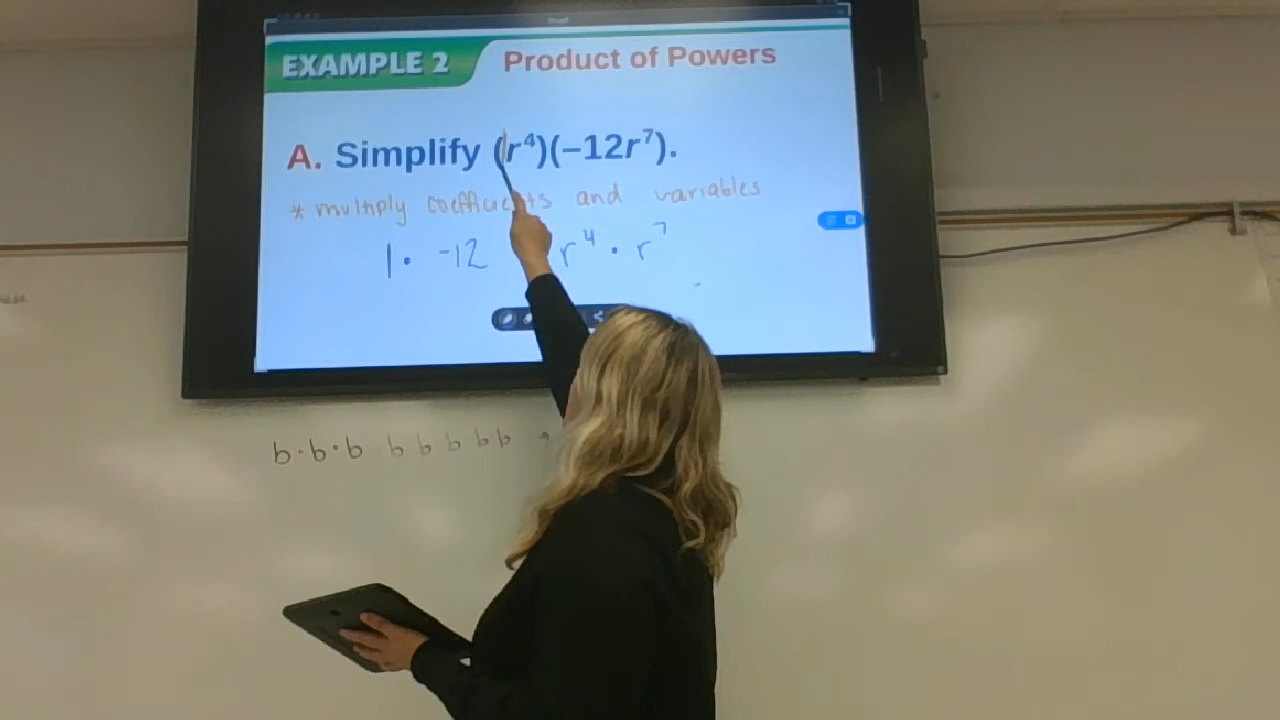 EXAMPLE 2 Product of Powers
A. Simplify (r⁴)(–12r⁷).
* multiply coefficients and variables
1 · -12 r⁴ · r⁷
b · b · b b b b b b